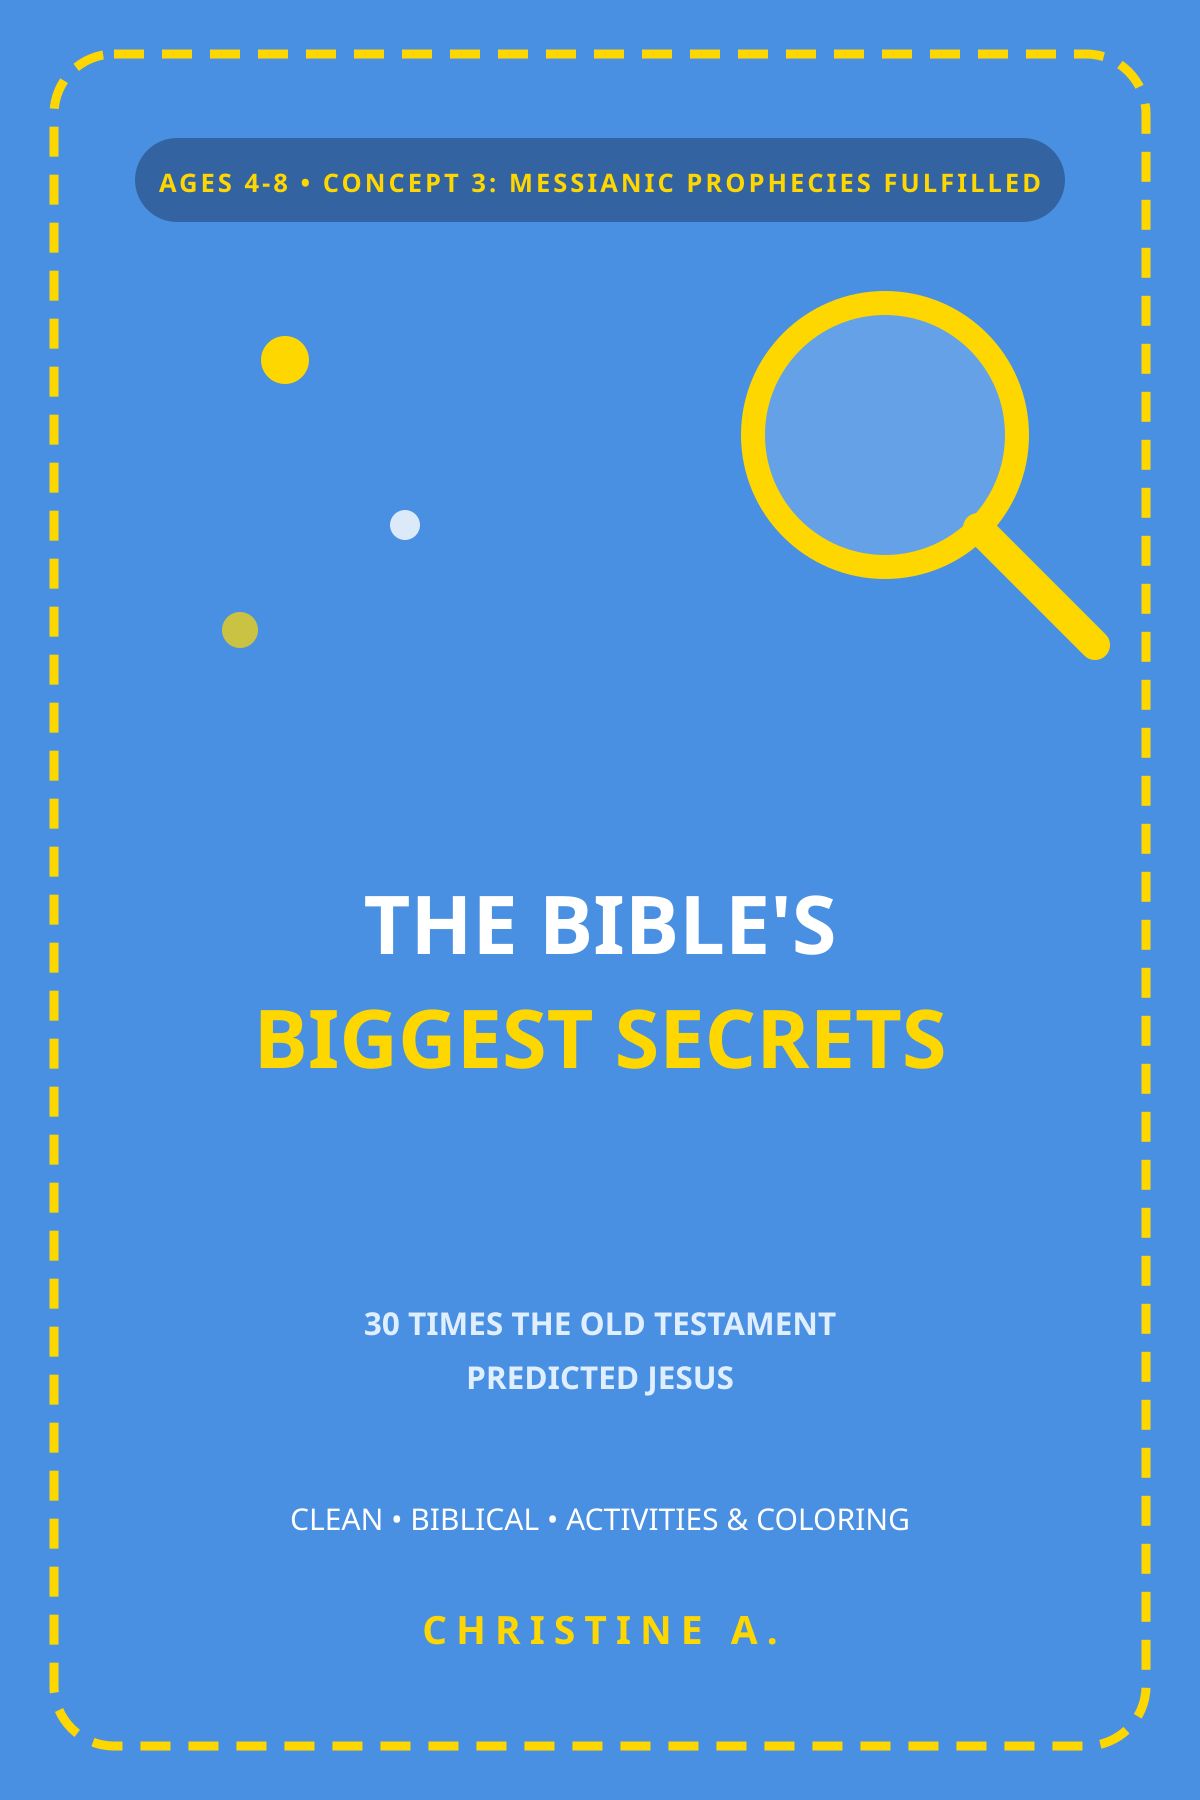 AGES 4-8 • CONCEPT 3: MESSIANIC PROPHECIES FULFILLED
THE BIBLE'S
BIGGEST SECRETS
30 TIMES THE OLD TESTAMENT
PREDICTED JESUS
CLEAN • BIBLICAL • ACTIVITIES & COLORING
CHRISTINE A.